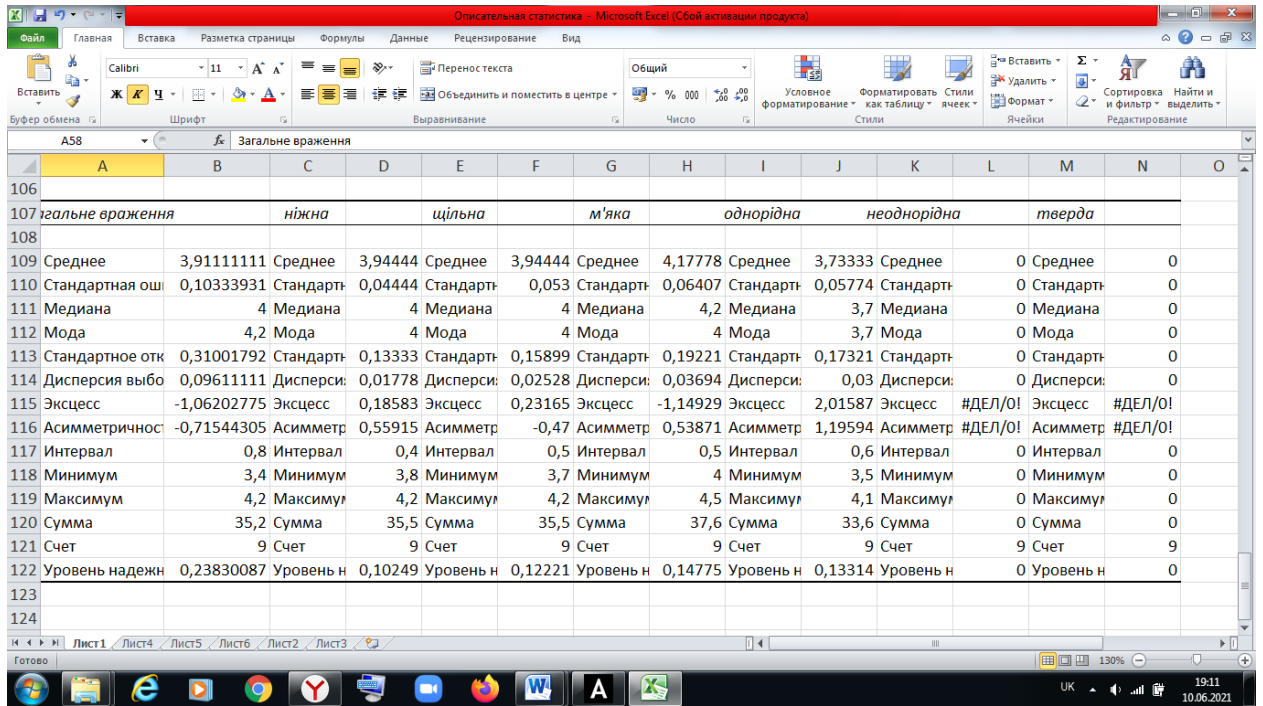 Описательная статистика - Microsoft Excel (Сбой активации продукта)
Файл Главная Вставка Разметка страницы Формулы Данные Рецензирование Вид
Вставить Calibri 11 Перенос текста Общий Условное форматирование Форматировать как таблицу Стили ячеек Вставить Σ Сортировка и фильтр Найти и выделить
Ж К Ч Объединить и поместить в центре % 000 Удалить
Формат
Буфер обмена Шрифт Выравнивание Число Стили Ячейки Редактирование
A58 fx Загальне враження
A B C D E F G H I J K L M N O
106
107 гальне враження ніжна щільна м'яка однорідна неоднорідна тверда
108
109 Среднее 3,91111111 Среднее 3,94444 Среднее 3,94444 Среднее 4,17778 Среднее 3,73333 Среднее 0 Среднее 0
110 Стандартная оши 0,10333931 Стандартн 0,04444 Стандартн 0,053 Стандартн 0,06407 Стандартн 0,05774 Стандартн 0 Стандартн 0
111 Медиана 4 Медиана 4 Медиана 4 Медиана 4,2 Медиана 3,7 Медиана 0 Медиана 0
112 Мода 4,2 Мода 4 Мода 4 Мода 4 Мода 3,7 Мода 0 Мода 0
113 Стандартное отк 0,31001792 Стандартн 0,13333 Стандартн 0,15899 Стандартн 0,19221 Стандартн 0,17321 Стандартн 0 Стандартн 0
114 Дисперсия выбо 0,09611111 Дисперси 0,01778 Дисперси 0,02528 Дисперси 0,03694 Дисперси 0,03 Дисперси 0 Дисперси 0
115 Эксцесс -1,06202775 Эксцесс 0,18583 Эксцесс 0,23165 Эксцесс -1,14929 Эксцесс 2,01587 Эксцесс #ДЕЛ/0! Эксцесс #ДЕЛ/0!
116 Асимметричност -0,71544305 Асимметр 0,55915 Асимметр -0,47 Асимметр 0,53871 Асимметр 1,19594 Асимметр #ДЕЛ/0! Асимметр #ДЕЛ/0!
117 Интервал 0,8 Интервал 0,4 Интервал 0,5 Интервал 0,5 Интервал 0,6 Интервал 0 Интервал 0
118 Минимум 3,4 Минимум 3,8 Минимум 3,7 Минимум 4 Минимум 3,5 Минимум 0 Минимум 0
119 Максимум 4,2 Максимум 4,2 Максимум 4,2 Максимум 4,5 Максимум 4,1 Максимум 0 Максимум 0
120 Сумма 35,2 Сумма 35,5 Сумма 35,5 Сумма 37,6 Сумма 33,6 Сумма 0 Сумма 0
121 Счет 9 Счет 9 Счет 9 Счет 9 Счет 9 Счет 9 Счет 9
122 Уровень надежн 0,23830087 Уровень н 0,10249 Уровень н 0,12221 Уровень н 0,14775 Уровень н 0,13314 Уровень н 0 Уровень н 0
123
124
Лист1 Лист4 Лист5 Лист6 Лист2 Лист3
Готово 130%
UK 19:11
10.06.2021